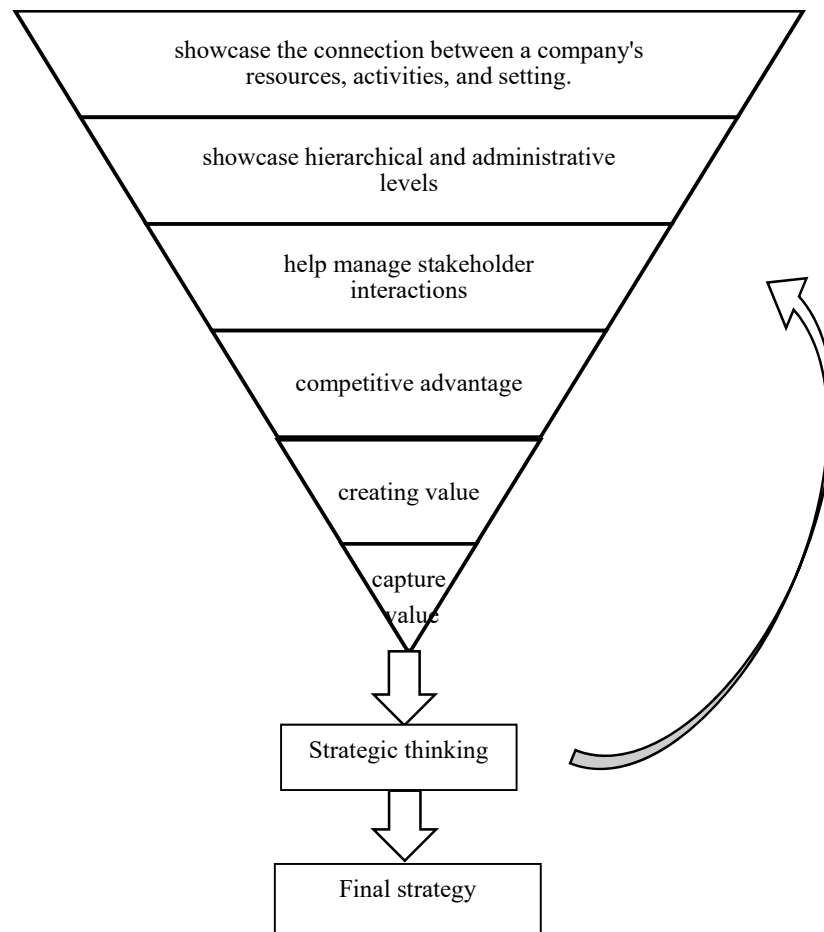 showcase the connection between a company's
resources, activities, and setting.
showcase hierarchical and administrative
levels
help manage stakeholder
interactions
competitive advantage
creating value
capture
value
Strategic thinking
Final strategy